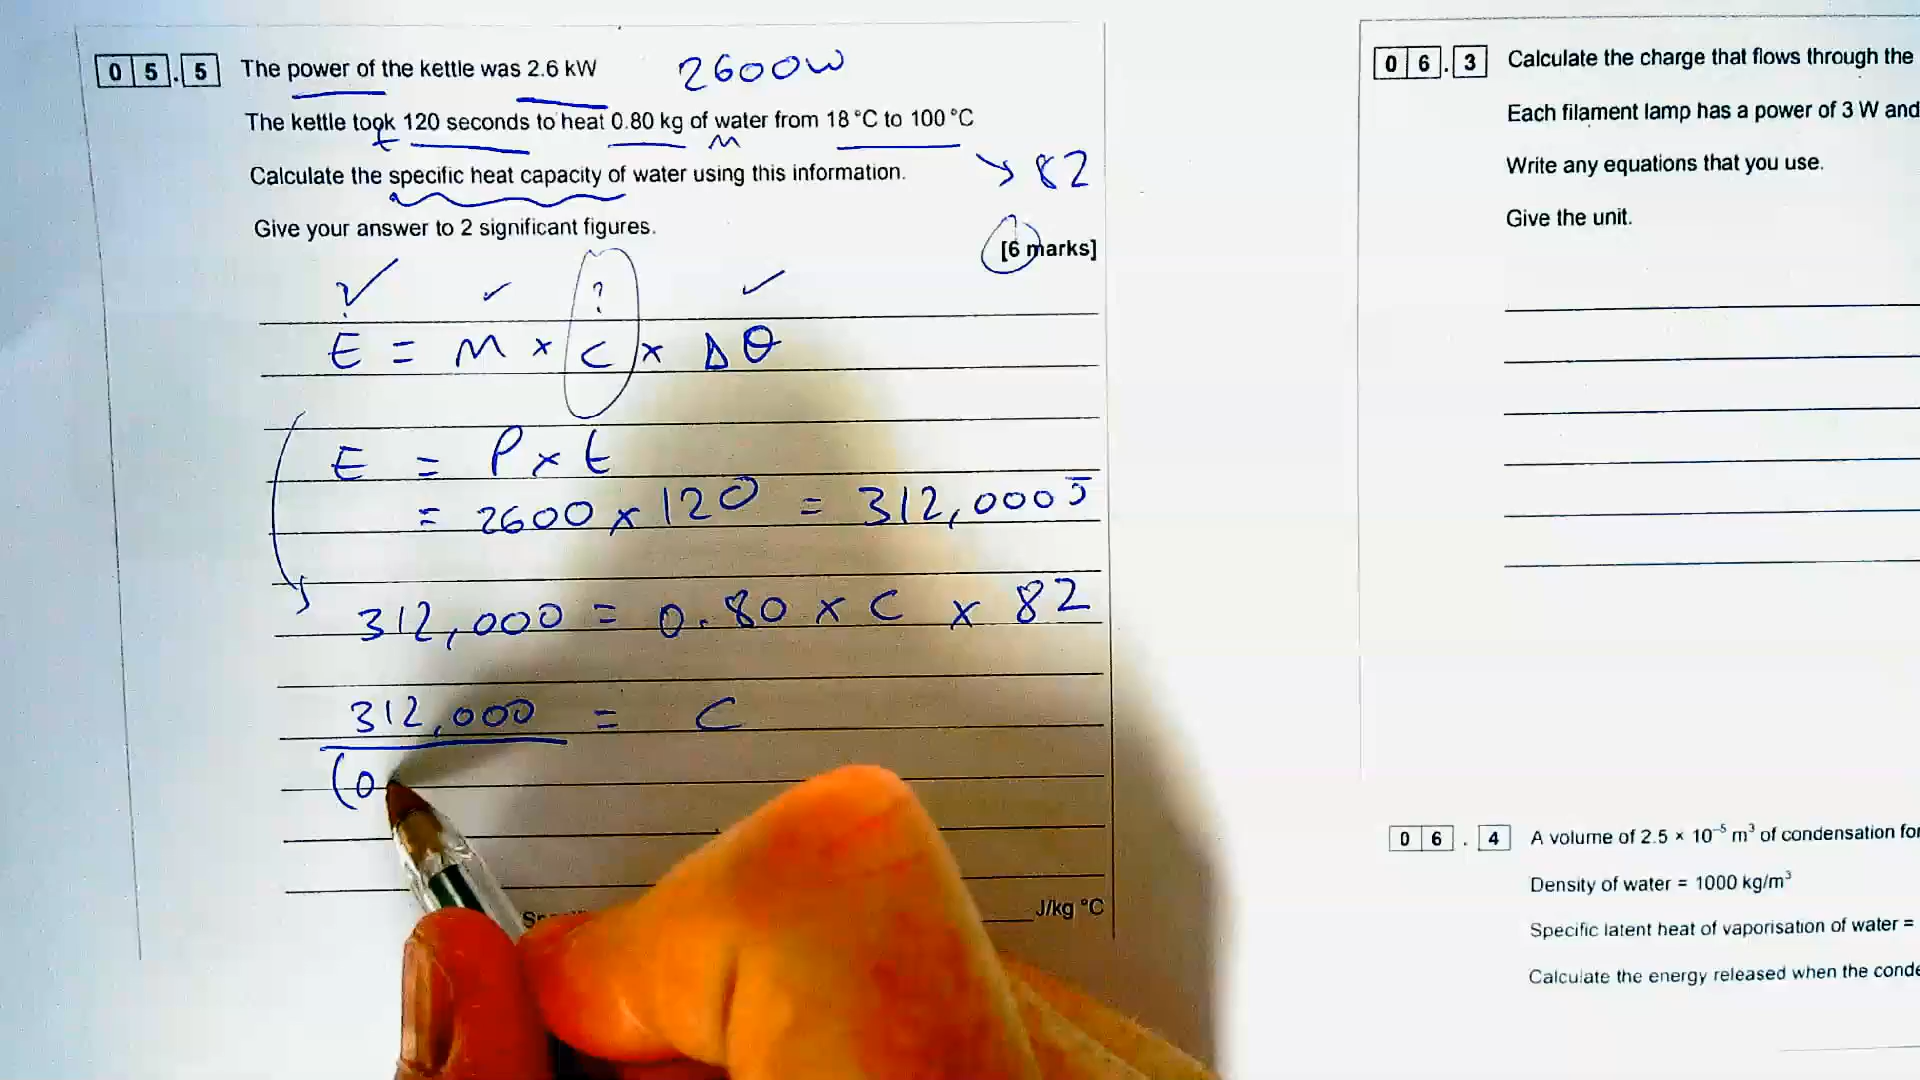 05.5 The power of the kettle was 2.6 kW 2600W
The kettle took 120 seconds to heat 0.80 kg of water from 18 °C to 100 °C
t m
Calculate the specific heat capacity of water using this information. → 82
Give your answer to 2 significant figures.
[6 marks]
✓ ✓ ? ✓
?
E = m × c × Δθ
E = P × t
= 2600 × 120 = 312,000J
312,000 = 0.80 × c × 82
312,000 = c
(0
J/kg °C
06.3 Calculate the charge that flows through the
Each filament lamp has a power of 3 W and
Write any equations that you use.
Give the unit.
06.4 A volume of 2.5 × 10⁻⁵ m³ of condensation for
Density of water = 1000 kg/m³
Specific latent heat of vaporisation of water =
Calculate the energy released when the conde